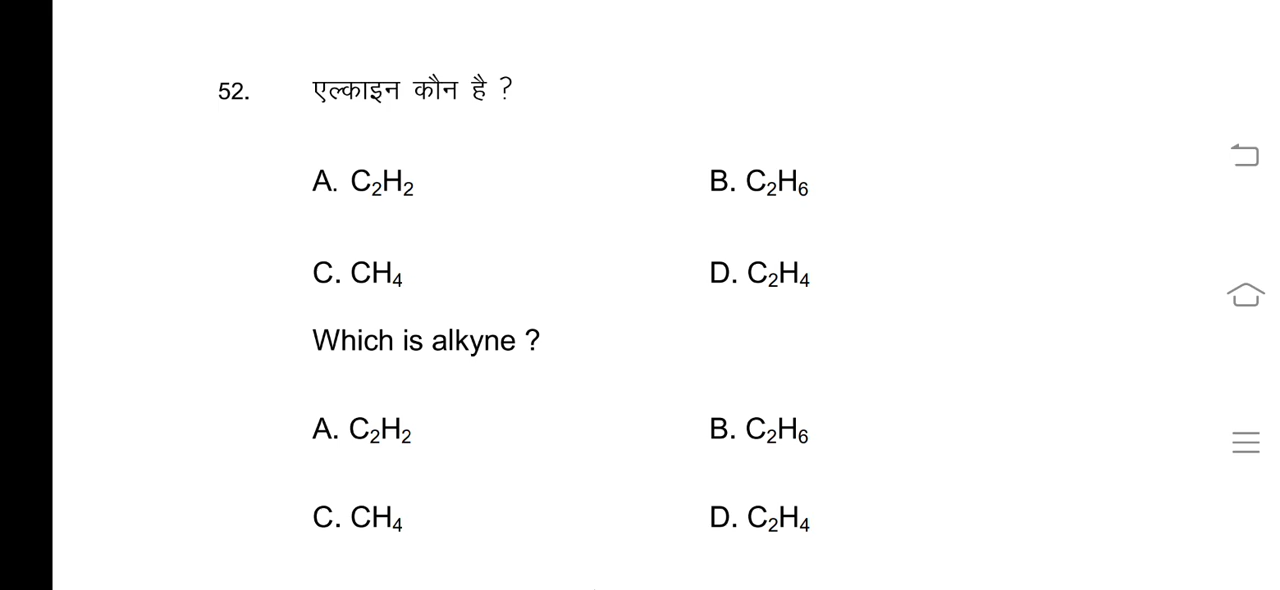 52. एल्काइन कौन है ?
A. C₂H₂ B. C₂H₆
C. CH₄ D. C₂H₄
Which is alkyne ?
A. C₂H₂ B. C₂H₆
C. CH₄ D. C₂H₄